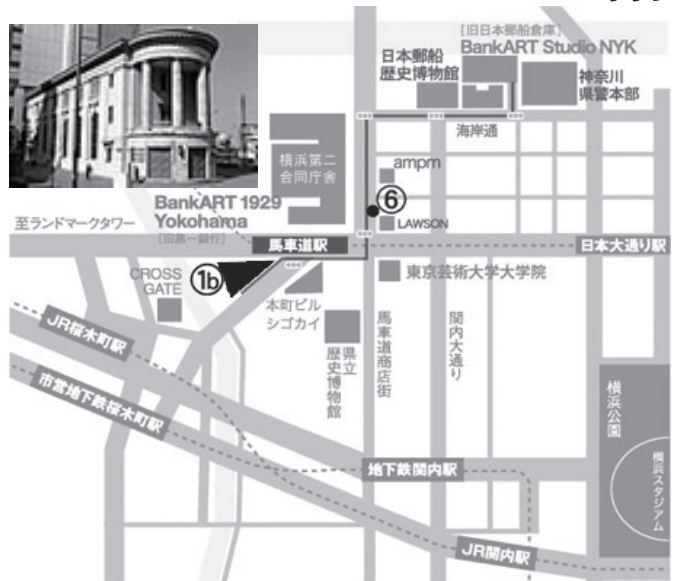 [旧日本郵船倉庫]
BankART Studio NYK
日本郵船
歴史博物館
神奈川
県警本部
海岸通
横浜第二
合同庁舎
ampm
⑥
LAWSON
BankART 1929
Yokohama
[旧第一銀行]
至ランドマークタワー
馬車道駅
日本大通り駅
CROSS
GATE
1b
本町ビル
シゴカイ
東京芸術大学大学院
県立
歴史博物館
馬車道商店街
関内大通り
JR桜木町駅
市営地下鉄桜木町駅
横浜公園
横浜スタジアム
地下鉄関内駅
JR関内駅